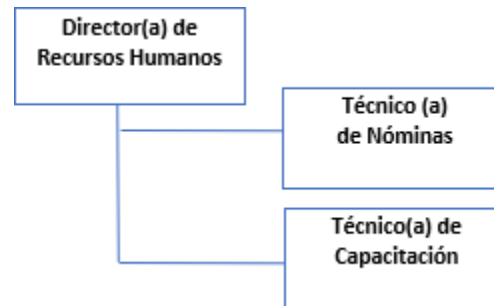 Director(a) de
Recursos Humanos
Técnico (a)
de Nóminas
Técnico(a) de
Capacitación